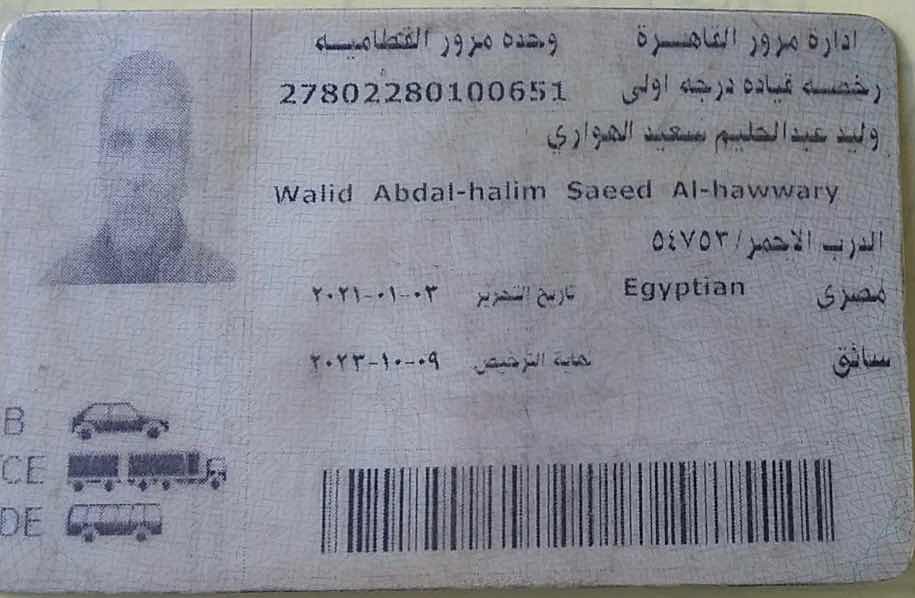 ادارة مرور القاهرة وحده مرور القطاميه
رخصه قياده درجه اولى 27802280100651
وليد عبدالحليم سعيد الهواري
Walid Abdal-halim Saeed Al-hawwary
الدرب الاحمر/٥٤٧٥٣
مصرى Egyptian تاريخ التحرير ٢٠٢١-٠١-٠٣
سائق نهاية الترخيص ٢٠٢٣-١٠-٠٩
B
CE
DE